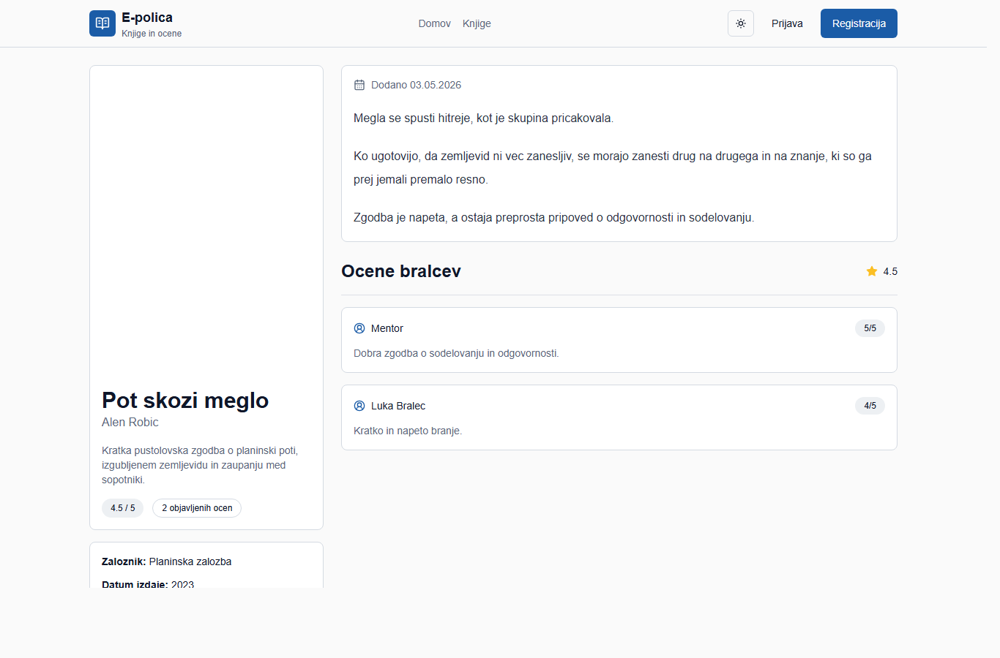 E-polica
Knjige in ocene
Domov
Knjige
Prijava
Registracija
Pot skozi meglo
Alen Robic
Kratka pustolovska zgodba o planinski poti,
izgubljenem zemljevidu in zaupanju med
sopotniki.
4.5 / 5
2 objavljenih ocen
Zaloznik: Planinska zalozba
Datum izdaje: 2023
Dodano 03.05.2026
Megla se spusti hitreje, kot je skupina pricakovala.
Ko ugotovijo, da zemljevid ni vec zanesljiv, se morajo zanesti drug na drugega in na znanje, ki so ga
prej jemali premalo resno.
Zgodba je napeta, a ostaja preprosta pripoved o odgovornosti in sodelovanju.
Ocene bralcev
4.5
Mentor
5/5
Dobra zgodba o sodelovanju in odgovornosti.
Luka Bralec
4/5
Kratko in napeto branje.